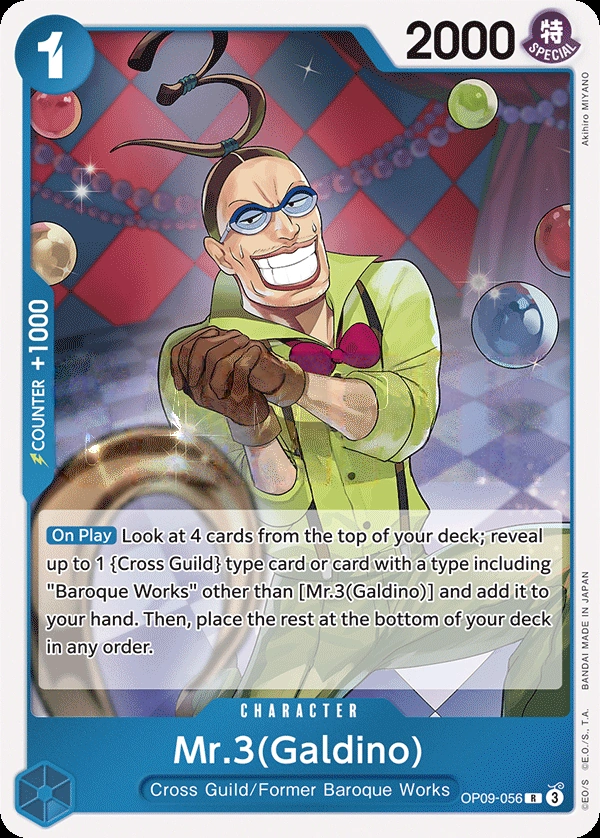 1
2000
特
SPECIAL
Akihiro MIYANO
COUNTER +1000
On Play Look at 4 cards from the top of your deck; reveal
up to 1 {Cross Guild} type card or card with a type including
"Baroque Works" other than [Mr.3(Galdino)] and add it to
your hand. Then, place the rest at the bottom of your deck
in any order.
CHARACTER
Mr.3(Galdino)
Cross Guild/Former Baroque Works
OP09-056 R 3
©EO/S ©E.O./S., T.A. BANDAI MADE IN JAPAN